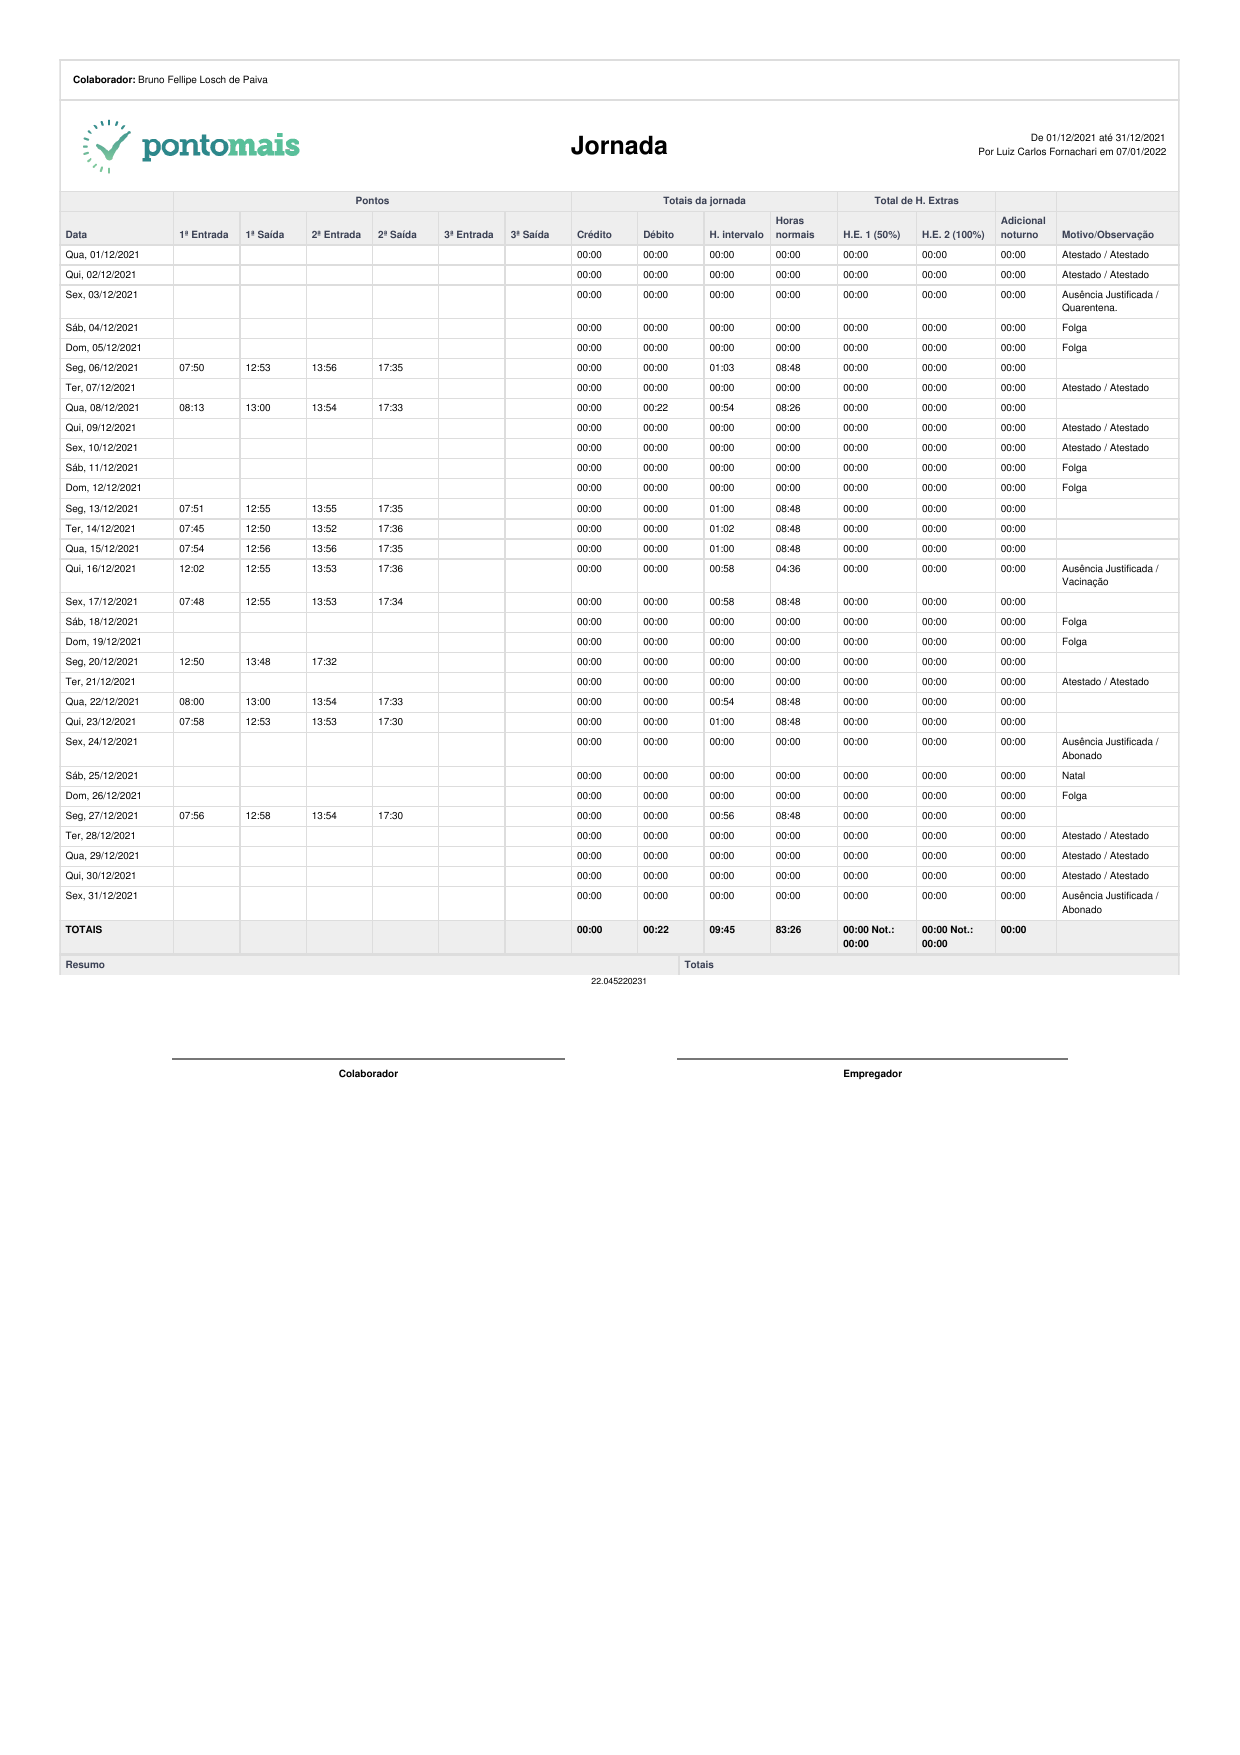 Colaborador: Bruno Fellipe Losch de Paiva
pontomais
Jornada
De 01/12/2021 até 31/12/2021
Por Luiz Carlos Fornachari em 07/01/2022
Pontos Totais da jornada Total de H. Extras
Data 1ª Entrada 1ª Saída 2ª Entrada 2ª Saída 3ª Entrada 3ª Saída Crédito Débito H. intervalo Horas normais H.E. 1 (50%) H.E. 2 (100%) Adicional noturno Motivo/Observação
Qua, 01/12/2021 00:00 00:00 00:00 00:00 00:00 00:00 00:00 Atestado / Atestado
Qui, 02/12/2021 00:00 00:00 00:00 00:00 00:00 00:00 00:00 Atestado / Atestado
Sex, 03/12/2021 00:00 00:00 00:00 00:00 00:00 00:00 00:00 Ausência Justificada /
Quarentena.
Sáb, 04/12/2021 00:00 00:00 00:00 00:00 00:00 00:00 00:00 Folga
Dom, 05/12/2021 00:00 00:00 00:00 00:00 00:00 00:00 00:00 Folga
Seg, 06/12/2021 07:50 12:53 13:56 17:35 00:00 00:00 01:03 08:48 00:00 00:00 00:00
Ter, 07/12/2021 00:00 00:00 00:00 00:00 00:00 00:00 00:00 Atestado / Atestado
Qua, 08/12/2021 08:13 13:00 13:54 17:33 00:00 00:22 00:54 08:26 00:00 00:00 00:00
Qui, 09/12/2021 00:00 00:00 00:00 00:00 00:00 00:00 00:00 Atestado / Atestado
Sex, 10/12/2021 00:00 00:00 00:00 00:00 00:00 00:00 00:00 Atestado / Atestado
Sáb, 11/12/2021 00:00 00:00 00:00 00:00 00:00 00:00 00:00 Folga
Dom, 12/12/2021 00:00 00:00 00:00 00:00 00:00 00:00 00:00 Folga
Seg, 13/12/2021 07:51 12:55 13:55 17:35 00:00 00:00 01:00 08:48 00:00 00:00 00:00
Ter, 14/12/2021 07:45 12:50 13:52 17:36 00:00 00:00 01:02 08:48 00:00 00:00 00:00
Qua, 15/12/2021 07:54 12:56 13:56 17:35 00:00 00:00 01:00 08:48 00:00 00:00 00:00
Qui, 16/12/2021 12:02 12:55 13:53 17:36 00:00 00:00 00:58 04:36 00:00 00:00 00:00 Ausência Justificada /
Vacinação
Sex, 17/12/2021 07:48 12:55 13:53 17:34 00:00 00:00 00:58 08:48 00:00 00:00 00:00
Sáb, 18/12/2021 00:00 00:00 00:00 00:00 00:00 00:00 00:00 Folga
Dom, 19/12/2021 00:00 00:00 00:00 00:00 00:00 00:00 00:00 Folga
Seg, 20/12/2021 12:50 13:48 17:32 00:00 00:00 00:00 00:00 00:00 00:00 00:00
Ter, 21/12/2021 00:00 00:00 00:00 00:00 00:00 00:00 00:00 Atestado / Atestado
Qua, 22/12/2021 08:00 13:00 13:54 17:33 00:00 00:00 00:54 08:48 00:00 00:00 00:00
Qui, 23/12/2021 07:58 12:53 13:53 17:30 00:00 00:00 01:00 08:48 00:00 00:00 00:00
Sex, 24/12/2021 00:00 00:00 00:00 00:00 00:00 00:00 00:00 Ausência Justificada /
Abonado
Sáb, 25/12/2021 00:00 00:00 00:00 00:00 00:00 00:00 00:00 Natal
Dom, 26/12/2021 00:00 00:00 00:00 00:00 00:00 00:00 00:00 Folga
Seg, 27/12/2021 07:56 12:58 13:54 17:30 00:00 00:00 00:56 08:48 00:00 00:00 00:00
Ter, 28/12/2021 00:00 00:00 00:00 00:00 00:00 00:00 00:00 Atestado / Atestado
Qua, 29/12/2021 00:00 00:00 00:00 00:00 00:00 00:00 00:00 Atestado / Atestado
Qui, 30/12/2021 00:00 00:00 00:00 00:00 00:00 00:00 00:00 Atestado / Atestado
Sex, 31/12/2021 00:00 00:00 00:00 00:00 00:00 00:00 00:00 Ausência Justificada /
Abonado
TOTAIS 00:00 00:22 09:45 83:26 00:00 Not.: 00:00 Not.: 00:00
00:00 00:00
Resumo Totais
22.045220231
Colaborador Empregador